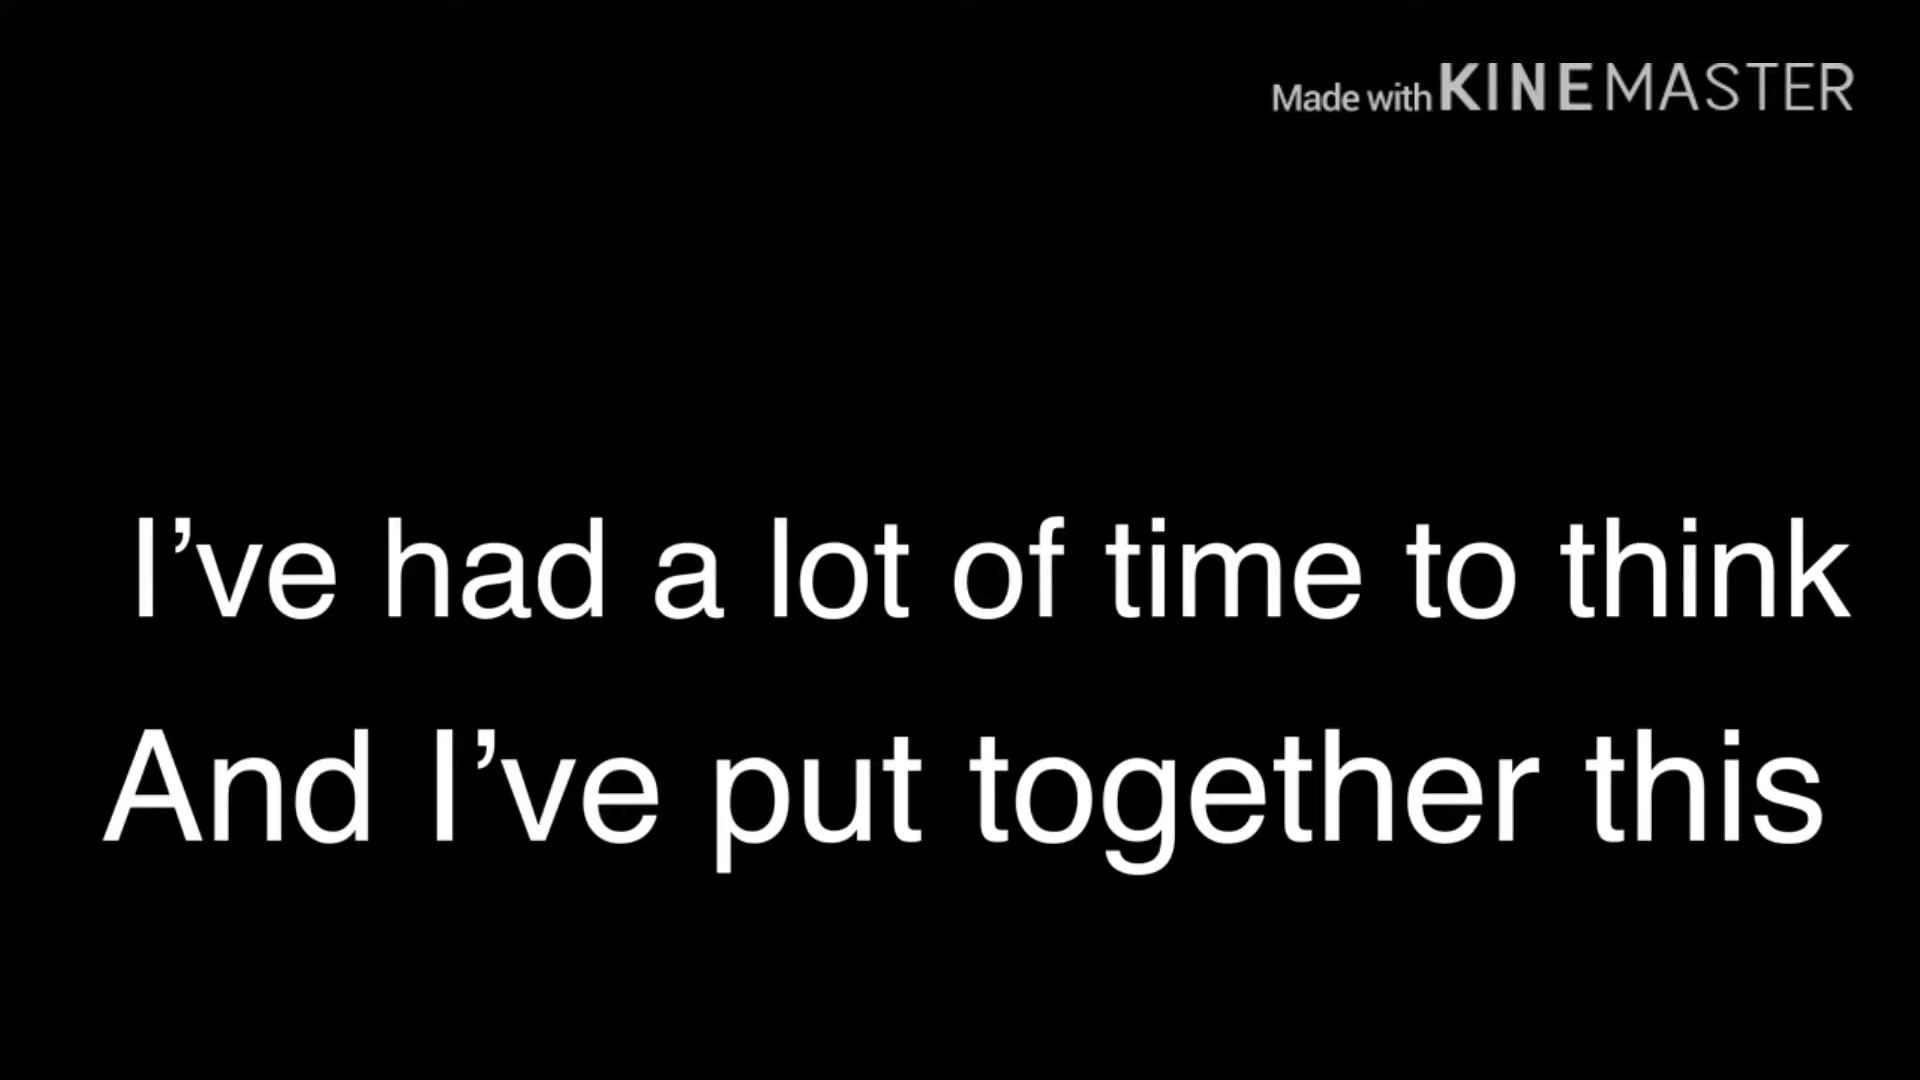 Made with KINEMASTER
I’ve had a lot of time to think
And I’ve put together this